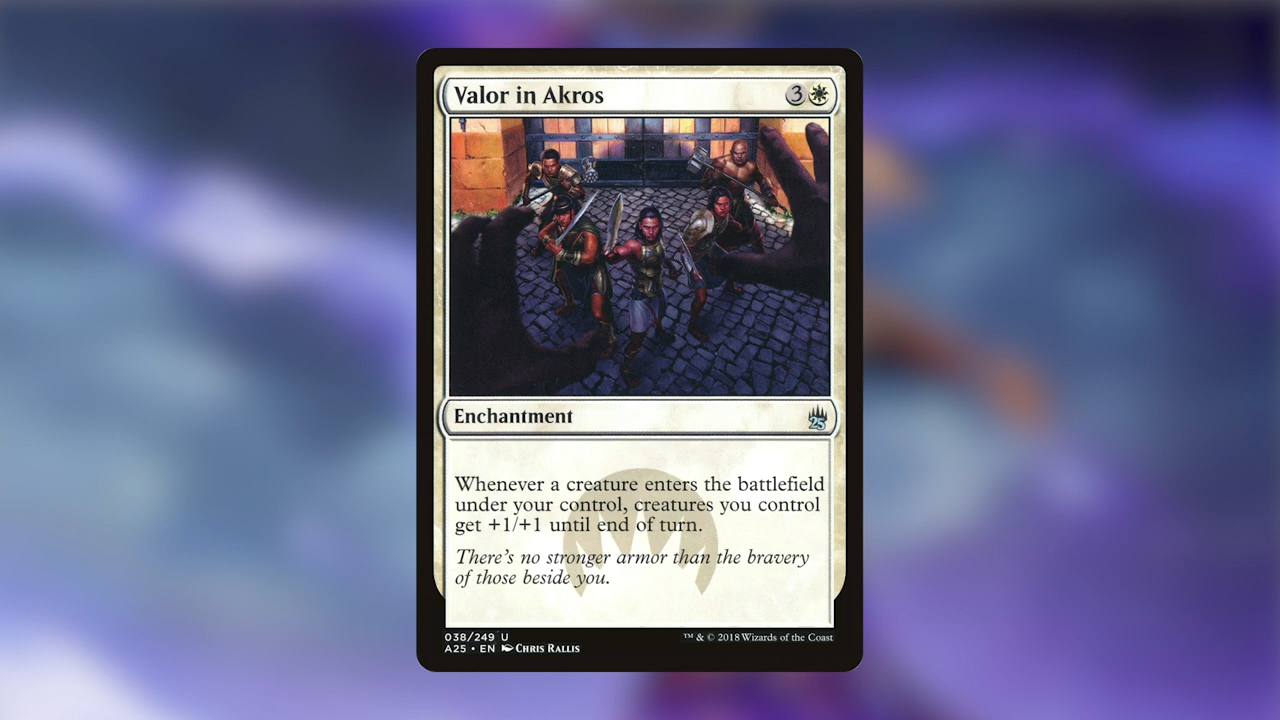 Valor in Akros 3
Enchantment
25
Whenever a creature enters the battlefield
under your control, creatures you control
get +1/+1 until end of turn.
There's no stronger armor than the bravery
of those beside you.
038/249 U
™ & © 2018 Wizards of the Coast
A25 • EN Chris Rallis